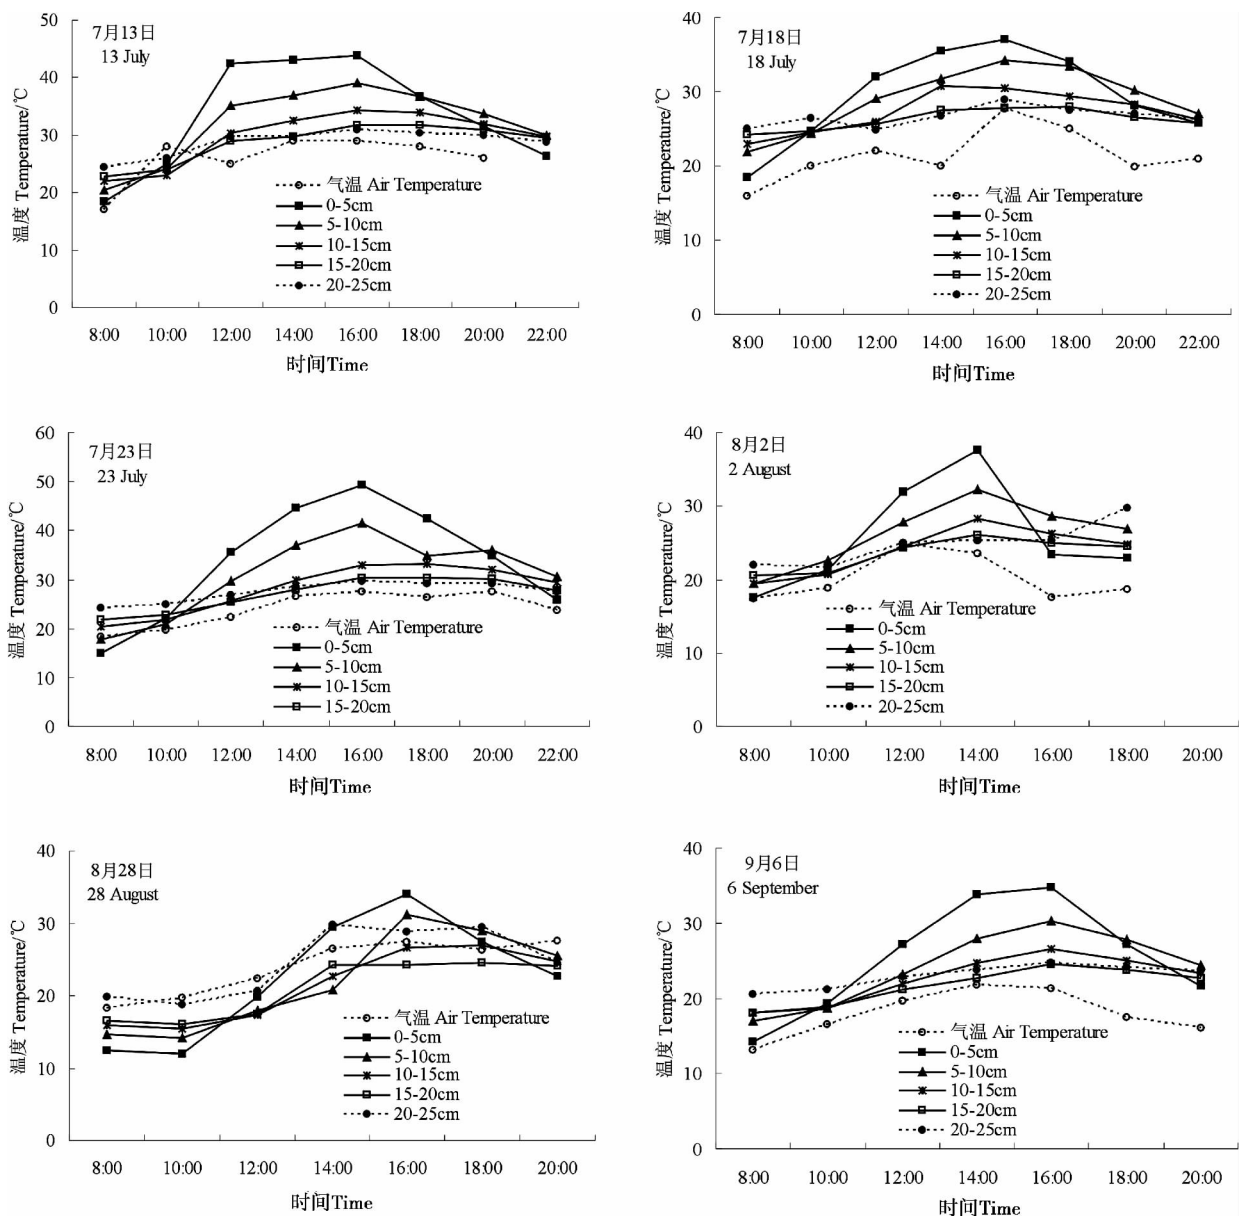 7月13日
13 July
温度 Temperature/℃
50
40
30
20
10
0
气温 Air Temperature
0-5cm
5-10cm
10-15cm
15-20cm
20-25cm
8:00 10:00 12:00 14:00 16:00 18:00 20:00 22:00
时间Time
7月18日
18 July
温度 Temperature/℃
40
30
20
10
0
气温 Air Temperature
0-5cm
5-10cm
10-15cm
15-20cm
20-25cm
8:00 10:00 12:00 14:00 16:00 18:00 20:00 22:00
时间Time
7月23日
23 July
温度 Temperature/℃
60
50
40
30
20
10
0
气温 Air Temperature
0-5cm
5-10cm
10-15cm
15-20cm
8:00 10:00 12:00 14:00 16:00 18:00 20:00 22:00
时间Time
8月2日
2 August
温度 Temperature/℃
40
30
20
10
0
气温 Air Temperature
0-5cm
5-10cm
10-15cm
15-20cm
20-25cm
8:00 10:00 12:00 14:00 16:00 18:00 20:00
时间Time
8月28日
28 August
温度 Temperature/℃
40
30
20
10
0
气温 Air Temperature
0-5cm
5-10cm
10-15cm
15-20cm
20-25cm
8:00 10:00 12:00 14:00 16:00 18:00 20:00
时间Time
9月6日
6 September
温度 Temperature/℃
40
30
20
10
0
气温 Air Temperature
0-5cm
5-10cm
10-15cm
15-20cm
20-25cm
8:00 10:00 12:00 14:00 16:00 18:00 20:00
时间Time